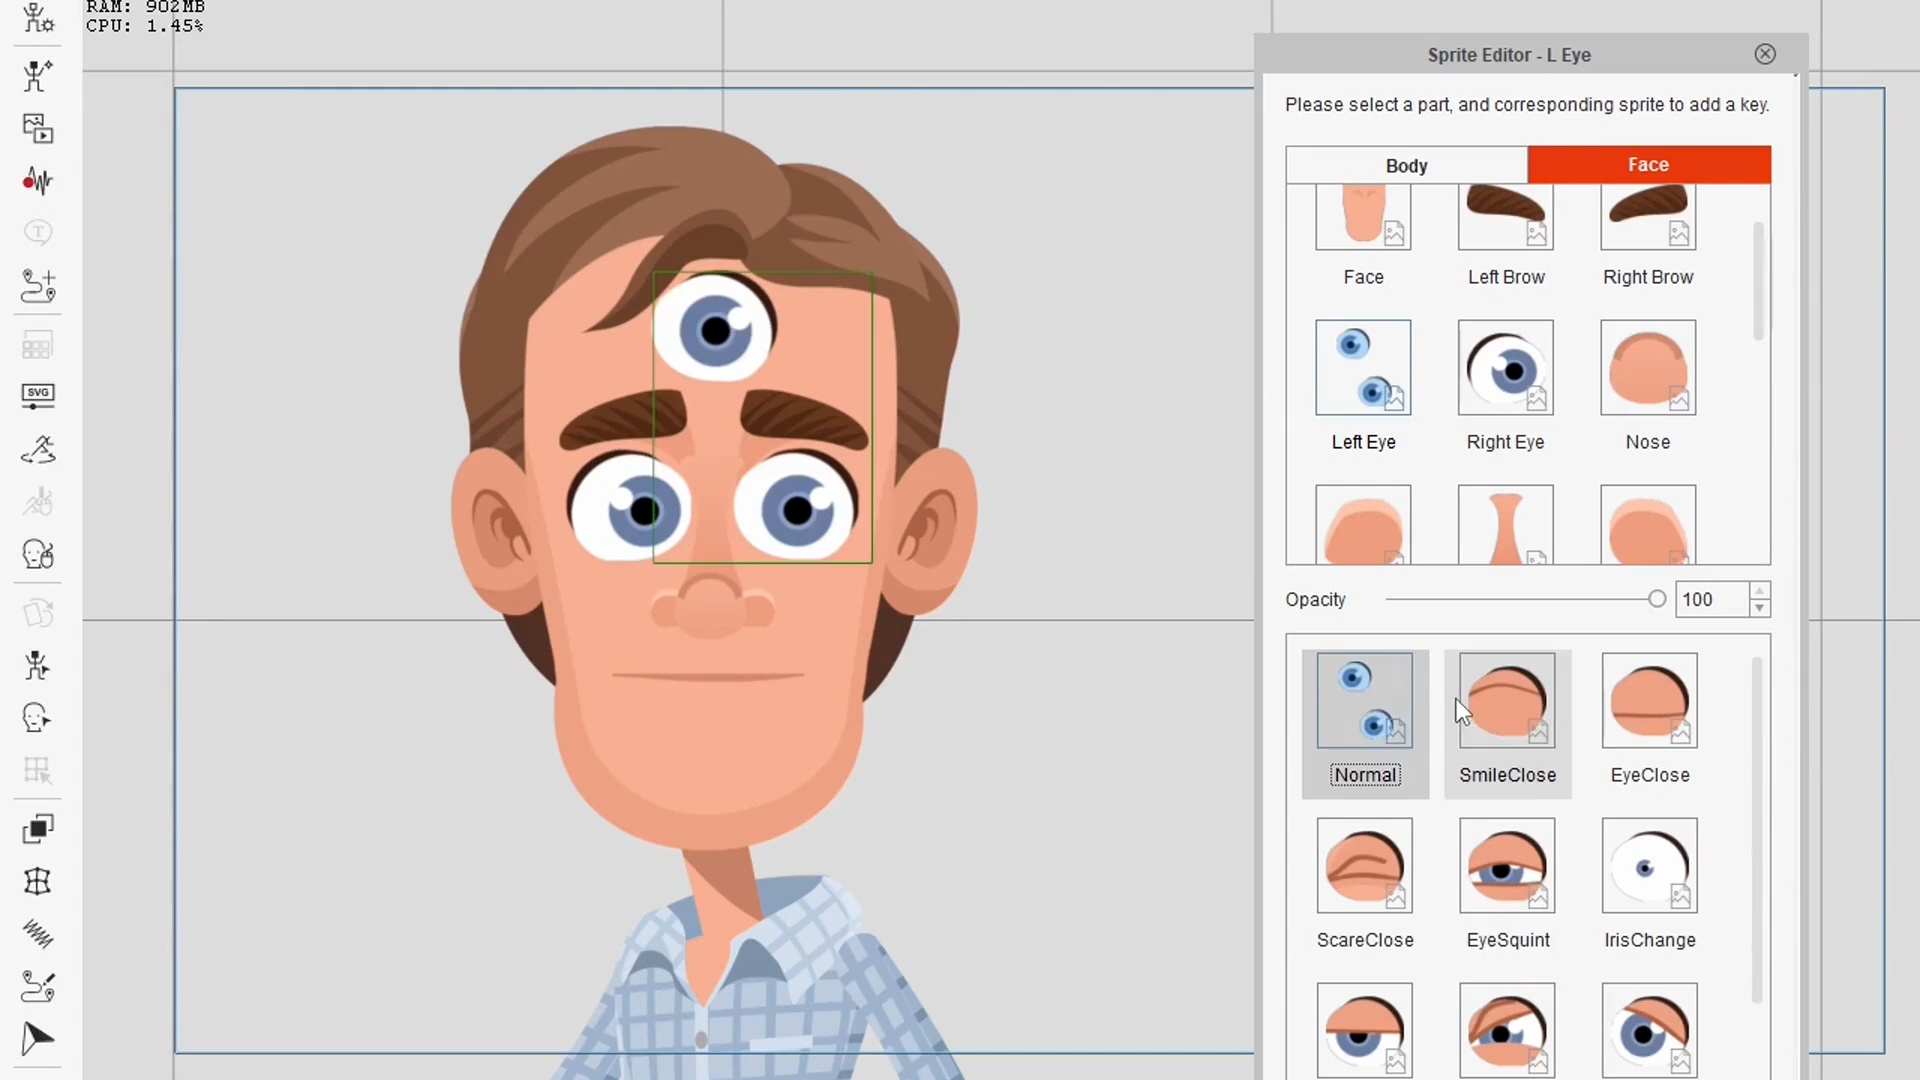 RAM: 902MB
CPU: 1.45%
Sprite Editor - L Eye
Please select a part, and corresponding sprite to add a key.
Body Face
Face Left Brow Right Brow
Left Eye Right Eye Nose
Opacity 100
Normal SmileClose EyeClose
ScareClose EyeSquint IrisChange
T
SVG